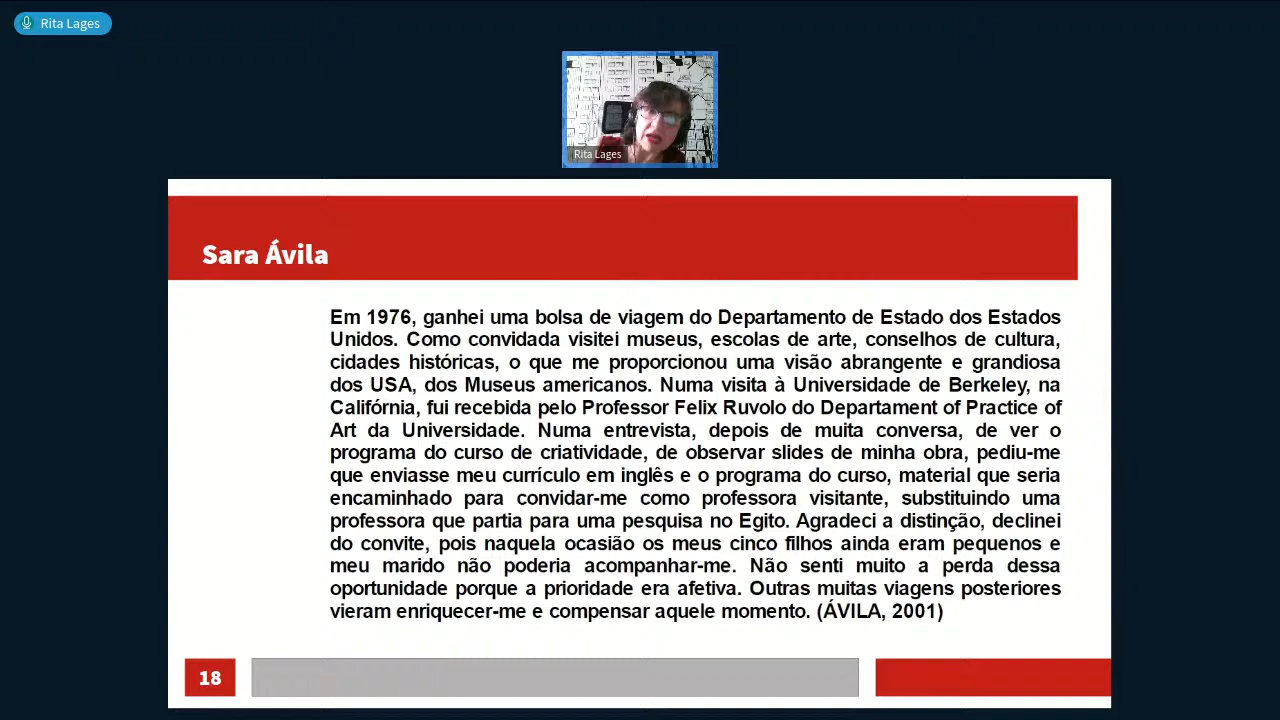 Rita Lages
Rita Lages
Sara Ávila
Em 1976, ganhei uma bolsa de viagem do Departamento de Estado dos Estados
Unidos. Como convidada visitei museus, escolas de arte, conselhos de cultura,
cidades históricas, o que me proporcionou uma visão abrangente e grandiosa
dos USA, dos Museus americanos. Numa visita à Universidade de Berkeley, na
Califórnia, fui recebida pelo Professor Felix Ruvolo do Departament of Practice of
Art da Universidade. Numa entrevista, depois de muita conversa, de ver o
programa do curso de criatividade, de observar slides de minha obra, pediu-me
que enviasse meu currículo em inglês e o programa do curso, material que seria
encaminhado para convidar-me como professora visitante, substituindo uma
professora que partia para uma pesquisa no Egito. Agradeci a distinção, declinei
do convite, pois naquela ocasião os meus cinco filhos ainda eram pequenos e
meu marido não poderia acompanhar-me. Não senti muito a perda dessa
oportunidade porque a prioridade era afetiva. Outras muitas viagens posteriores
vieram enriquecer-me e compensar aquele momento. (ÁVILA, 2001)
18